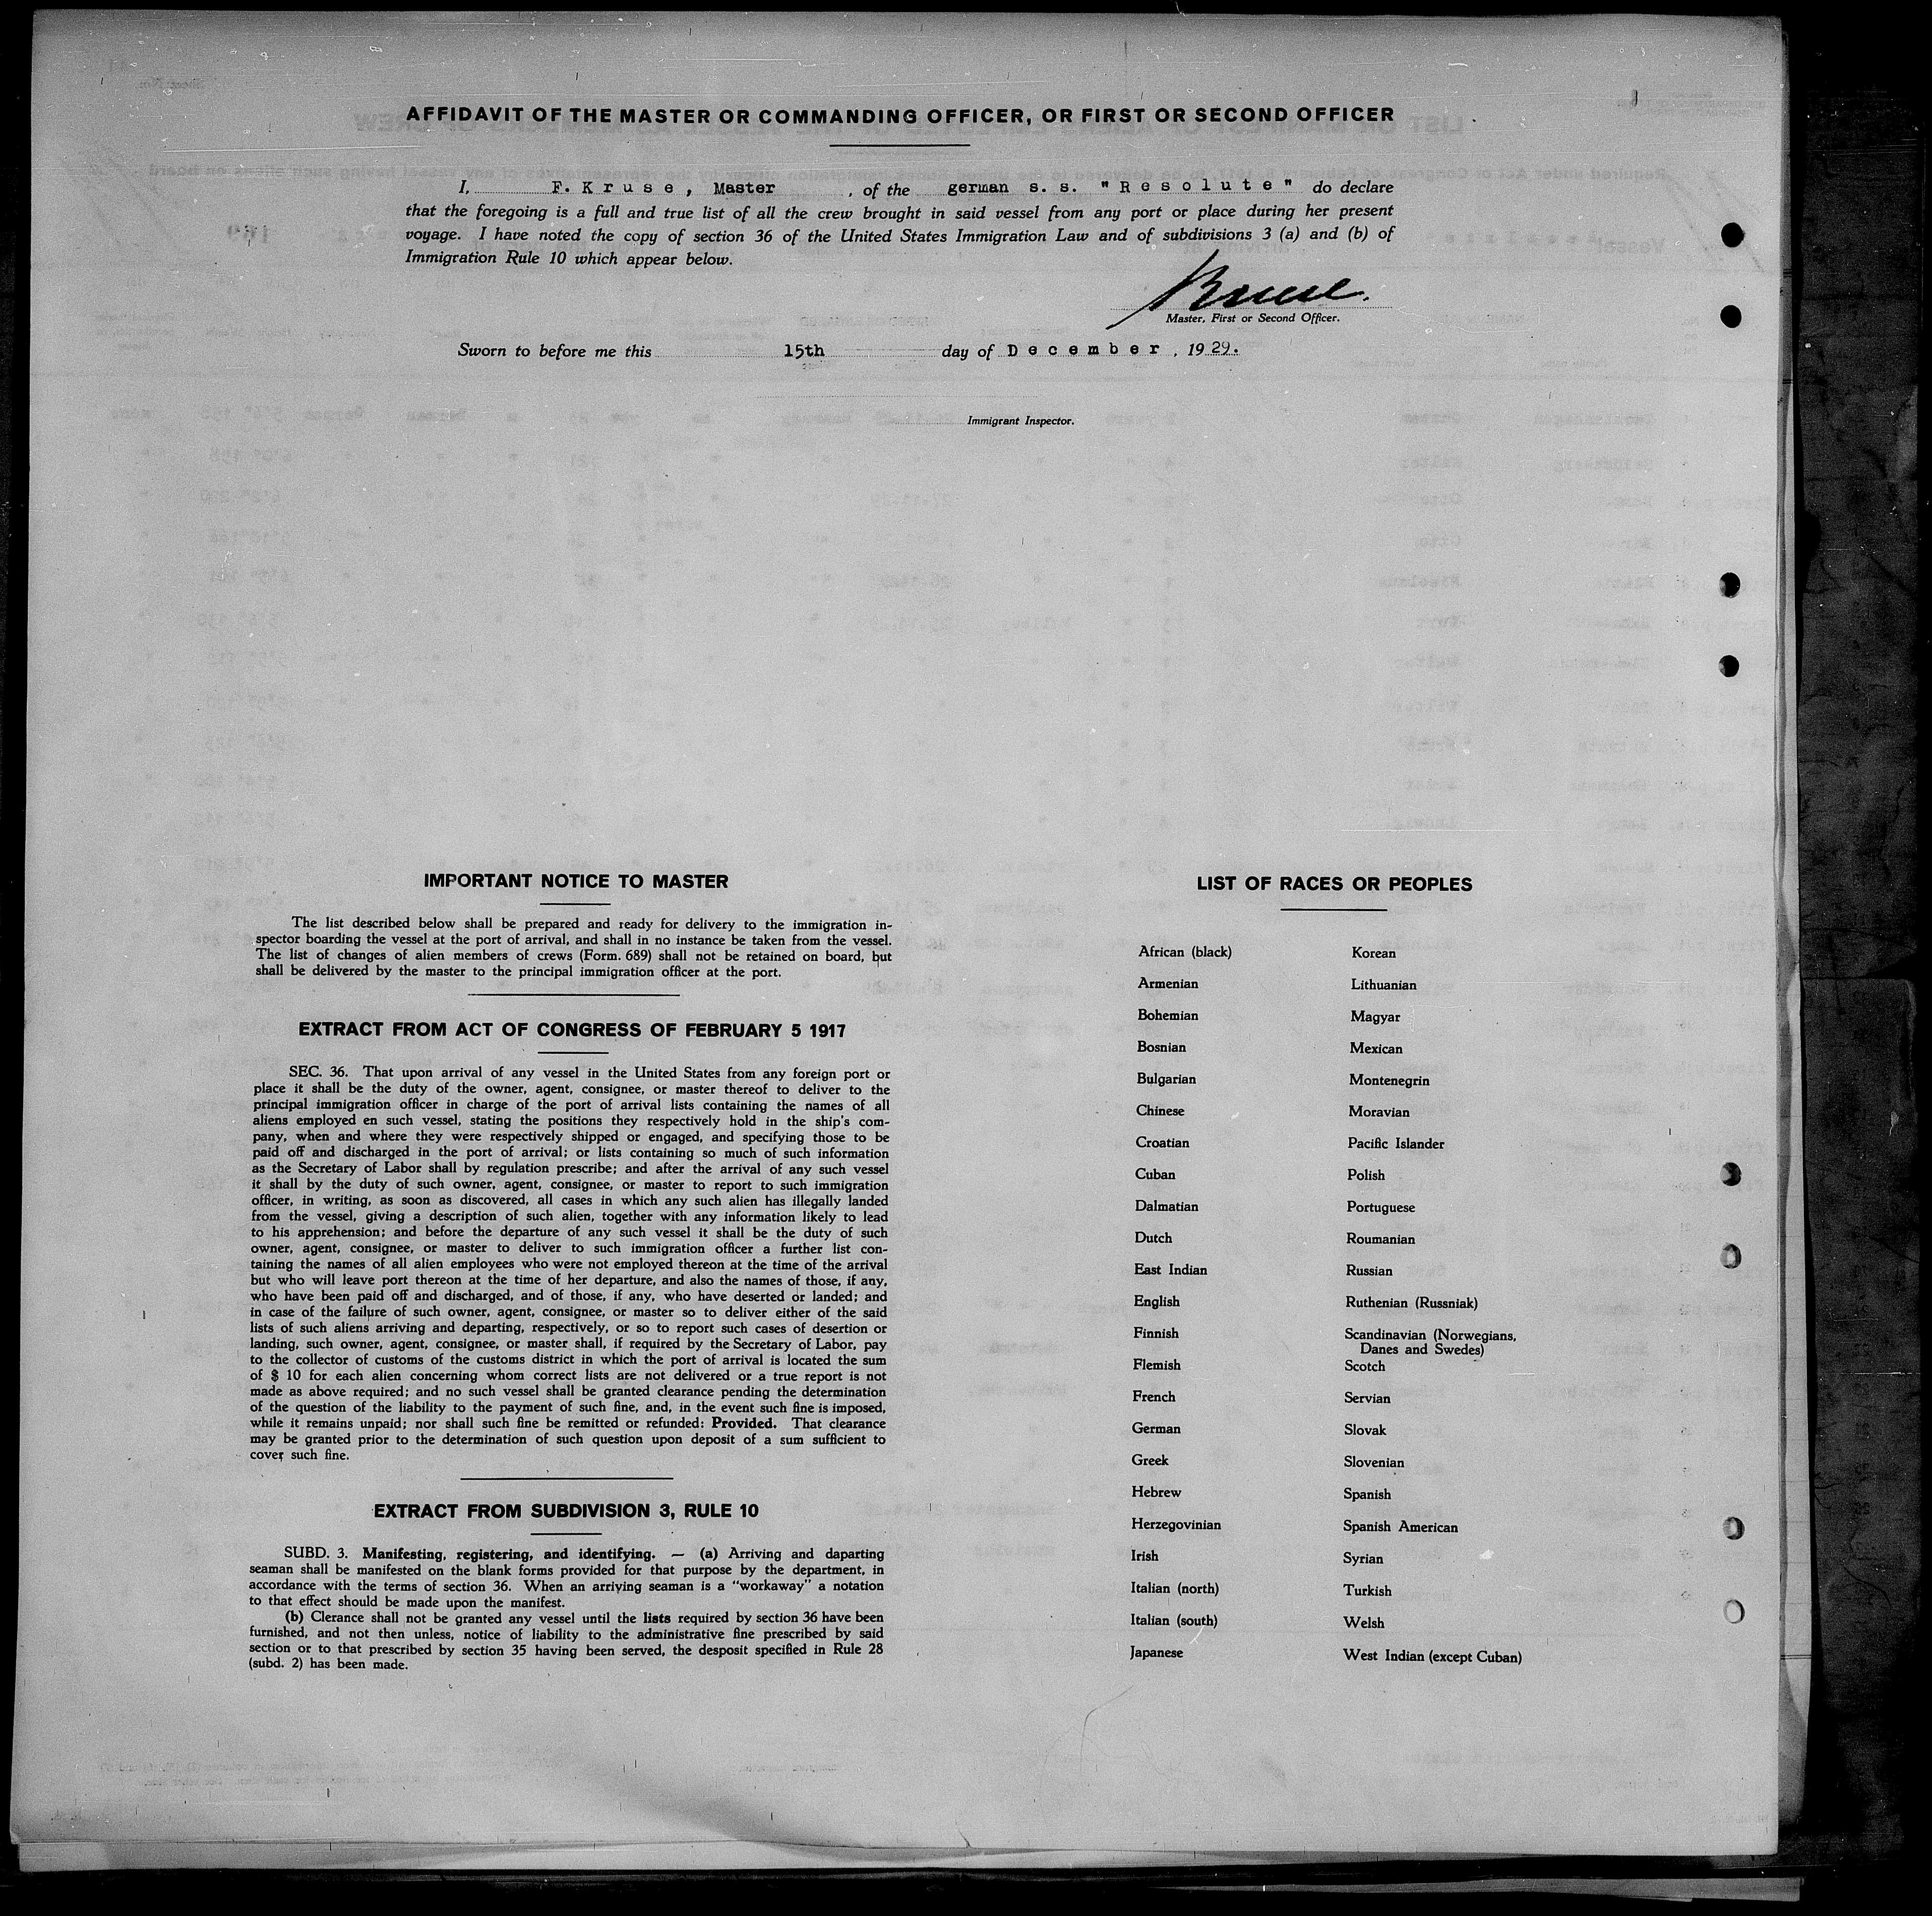 AFFIDAVIT OF THE MASTER OR COMMANDING OFFICER, OR FIRST OR SECOND OFFICER
I, F. Kruse, Master, of the german s. s. "Resolute" do declare
that the foregoing is a full and true list of all the crew brought in said vessel from any port or place during her present
voyage. I have noted the copy of section 36 of the United States Immigration Law and of subdivisions 3 (a) and (b) of
Immigration Rule 10 which appear below.
Kruse.
Master, First or Second Officer.
Sworn to before me this 15th day of December, 1929.
Immigrant Inspector.
IMPORTANT NOTICE TO MASTER
The list described below shall be prepared and ready for delivery to the immigration in-
spector boarding the vessel at the port of arrival, and shall in no instance be taken from the vessel.
The list of changes of alien members of crews (Form. 689) shall not be retained on board, but
shall be delivered by the master to the principal immigration officer at the port.
EXTRACT FROM ACT OF CONGRESS OF FEBRUARY 5 1917
SEC. 36. That upon arrival of any vessel in the United States from any foreign port or
place it shall be the duty of the owner, agent, consignee, or master thereof to deliver to the
principal immigration officer in charge of the port of arrival lists containing the names of all
aliens employed en such vessel, stating the positions they respectively hold in the ship's com-
pany, when and where they were respectively shipped or engaged, and specifying those to be
paid off and discharged in the port of arrival; or lists containing so much of such information
as the Secretary of Labor shall by regulation prescribe; and after the arrival of any such vessel
it shall by the duty of such owner, agent, consignee, or master to report to such immigration
officer, in writing, as soon as discovered, all cases in which any such alien has illegally landed
from the vessel, giving a description of such alien, together with any information likely to lead
to his apprehension; and before the departure of any such vessel it shall be the duty of such
owner, agent, consignee, or master to deliver to such immigration officer a further list con-
taining the names of all alien employees who were not employed thereon at the time of the arrival
but who will leave port thereon at the time of her departure, and also the names of those, if any,
who have been paid off and discharged, and of those, if any, who have deserted or landed; and
in case of the failure of such owner, agent, consignee, or master so to deliver either of the said
lists of such aliens arriving and departing, respectively, or so to report such cases of desertion or
landing, such owner, agent, consignee, or master shall, if required by the Secretary of Labor, pay
to the collector of customs of the customs district in which the port of arrival is located the sum
of $ 10 for each alien concerning whom correct lists are not delivered or a true report is not
made as above required; and no such vessel shall be granted clearance pending the determination
of the question of the liability to the payment of such fine, and, in the event such fine is imposed,
while it remains unpaid; nor shall such fine be remitted or refunded: Provided. That clearance
may be granted prior to the determination of such question upon deposit of a sum sufficient to
cover such fine.
EXTRACT FROM SUBDIVISION 3, RULE 10
SUBD. 3. Manifesting, registering, and identifying. — (a) Arriving and daparting
seaman shall be manifested on the blank forms provided for that purpose by the department, in
accordance with the terms of section 36. When an arriving seaman is a "workaway" a notation
to that effect should be made upon the manifest.
(b) Clerance shall not be granted any vessel until the lists required by section 36 have been
furnished, and not then unless, notice of liability to the administrative fine prescribed by said
section or to that prescribed by section 35 having been served, the desposit specified in Rule 28
(subd. 2) has been made.
LIST OF RACES OR PEOPLES
African (black)
Armenian
Bohemian
Bosnian
Bulgarian
Chinese
Croatian
Cuban
Dalmatian
Dutch
East Indian
English
Finnish
Flemish
French
German
Greek
Hebrew
Herzegovinian
Irish
Italian (north)
Italian (south)
Japanese
Korean
Lithuanian
Magyar
Mexican
Montenegrin
Moravian
Pacific Islander
Polish
Portuguese
Roumanian
Russian
Ruthenian (Russniak)
Scandinavian (Norwegians,
Danes and Swedes)
Scotch
Servian
Slovak
Slovenian
Spanish
Spanish American
Syrian
Turkish
Welsh
West Indian (except Cuban)